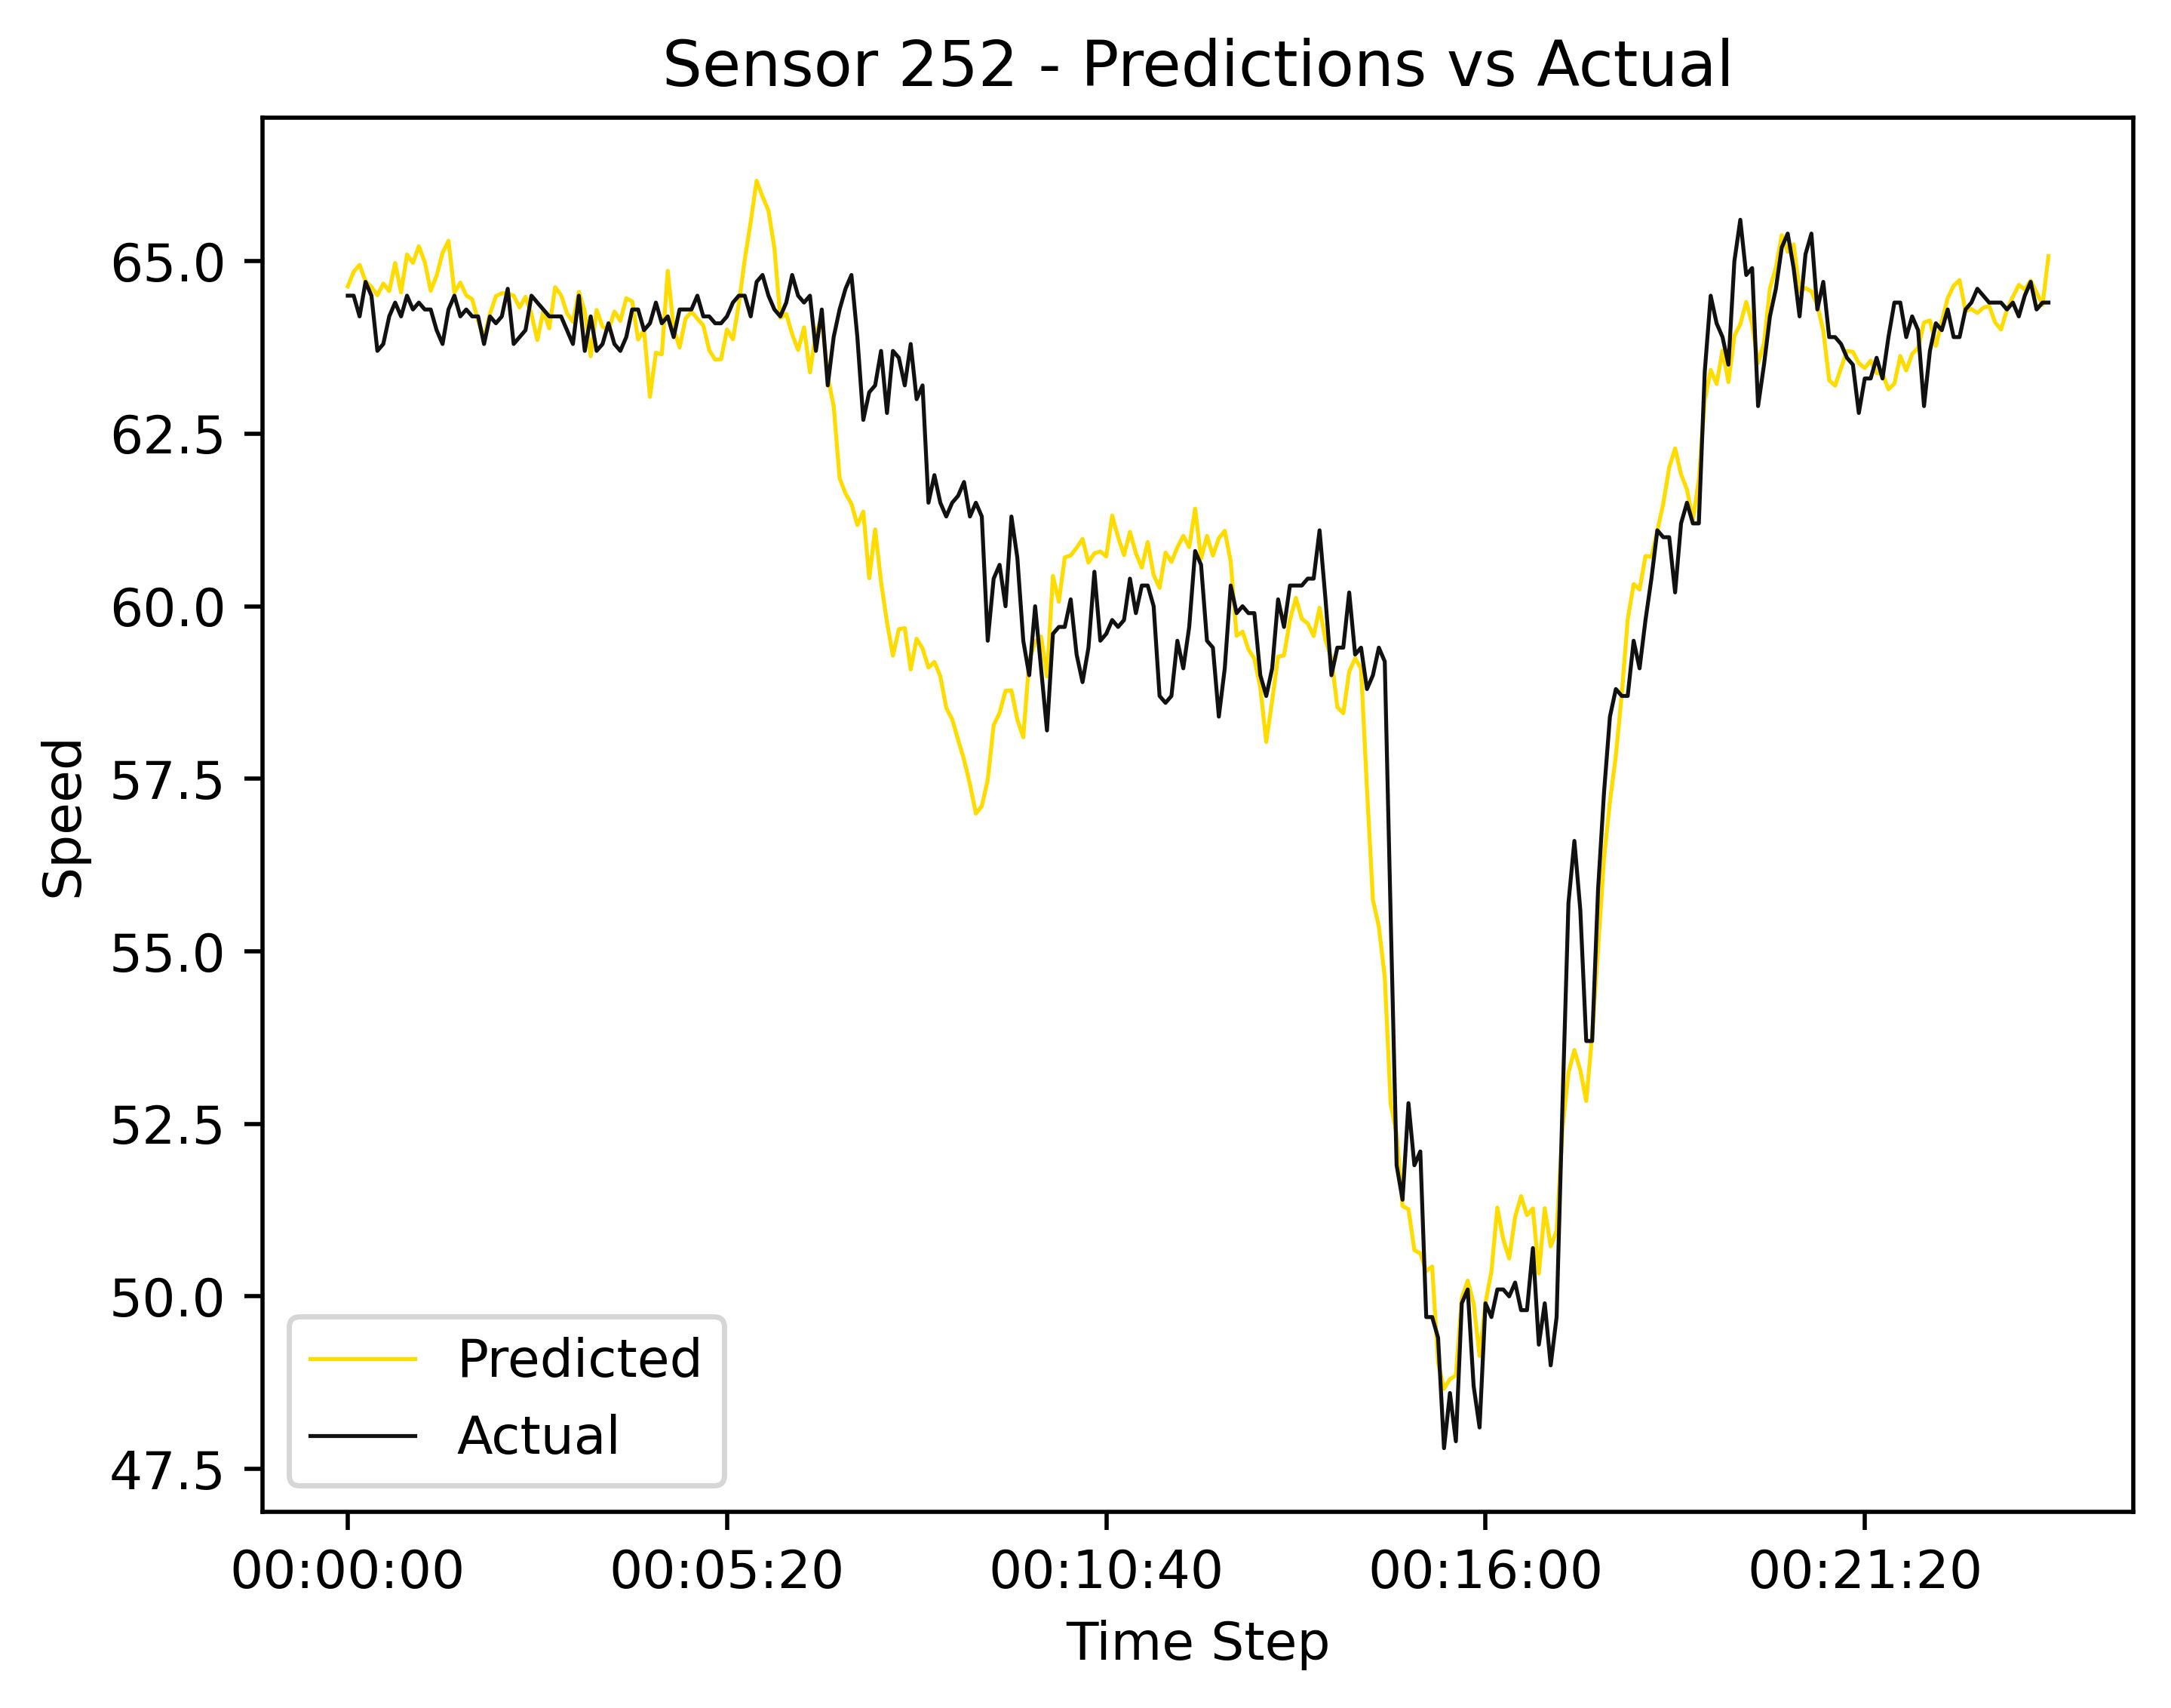 Sensor 252 - Predictions vs Actual
65.0
62.5
60.0
57.5
55.0
52.5
50.0
47.5
Speed
Predicted
Actual
00:00:00 00:05:20 00:10:40 00:16:00 00:21:20
Time Step